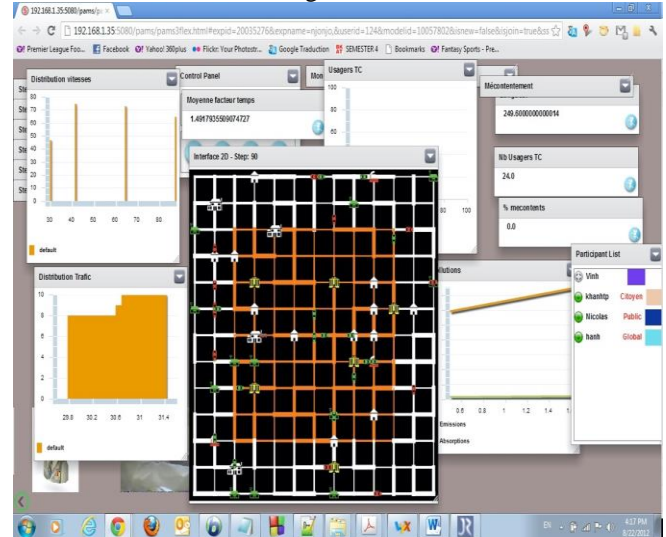 192.168.1.35:5080/pams/p
192.168.1.35:5080/pams/pams3flex.html#expid=20035276&expname=njonjo,&userid=124&modelid=10057802&isnew=false&isjoin=true&
Premier League Foo...
Facebook
Yahoo! 360plus
Flickr: Your Photostr...
Google Traduction
SEMESTER 4
Bookmarks
Fantasy Sports - Pre...
Distribution vitesses
80
70
60
50
40
30
20
10
0
30 40 50 60 70 80
default
Control Panel
Moyenne facteur temps
1.4917935509074727
Usagers TC
100
80
60
80 100
Mécontentement
249.6000000000014
Nb Usagers TC
24.0
% mecontents
0.0
Interface 2D - Step: 90
Distribution Trafic
10
8
6
4
2
0
29.8 30.2 30.6 31 31.4
default
0.6 0.8 1 1.2 1.4
Emissions
Absorptions
Participant List
Vinh
khanhtp Citoyen
Nicolas Public
hanh Global
EN
4:17 PM
8/22/2012